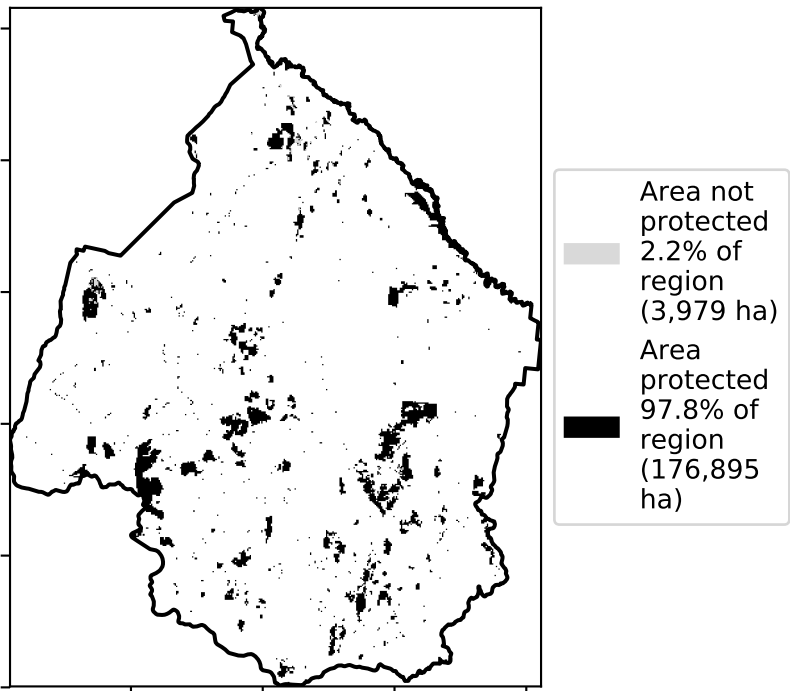 Area not
protected
2.2% of
region
(3,979 ha)
Area
protected
97.8% of
region
(176,895
ha)